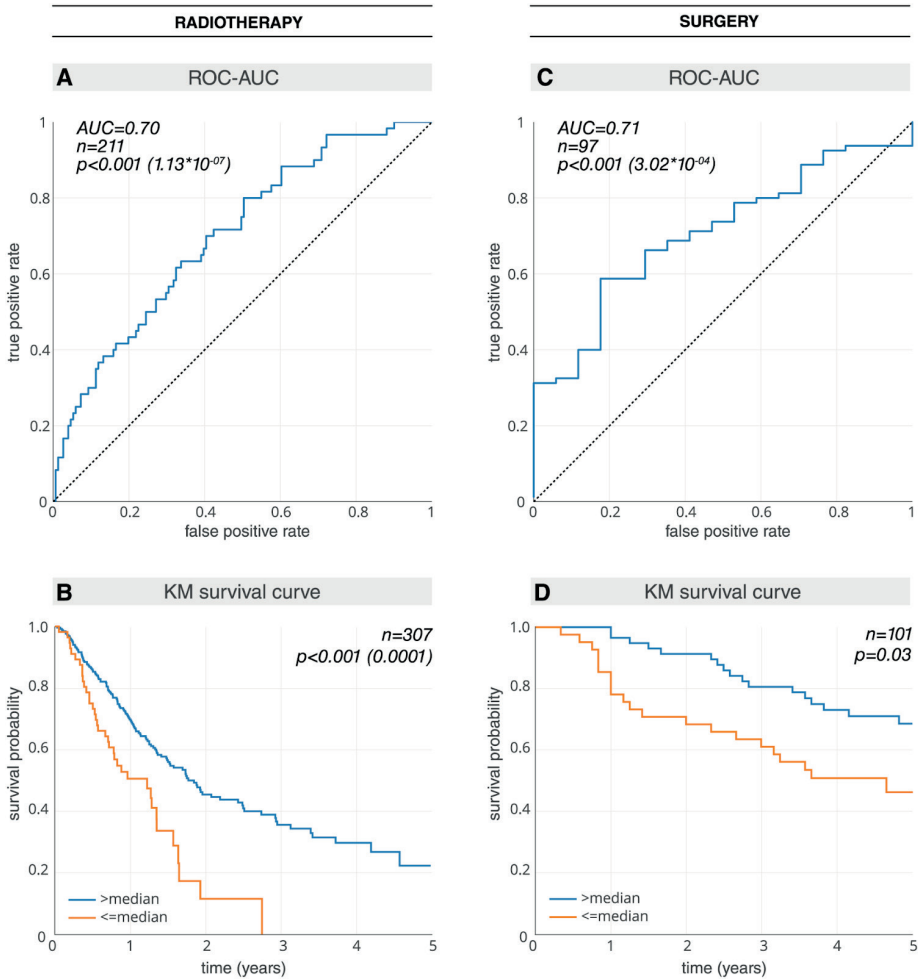 RADIOTHERAPY
A ROC-AUC
AUC=0.70
n=211
p<0.001 (1.13*10-07)
1
0.8
0.6
0.4
0.2
0
true positive rate
0.2 0.4 0.6 0.8 1
false positive rate
B KM survival curve
n=307
p<0.001 (0.0001)
1.0
0.8
0.6
0.4
0.2
0
survival probability
>median
<=median
0 1 2 3 4 5
time (years)
SURGERY
C ROC-AUC
AUC=0.71
n=97
p<0.001 (3.02*10-04)
1
0.8
0.6
0.4
0.2
0
true positive rate
0 0.2 0.4 0.6 0.8 1
false positive rate
D KM survival curve
n=101
p=0.03
1.0
0.8
0.6
0.4
0.2
0
survival probability
>median
<=median
0 1 2 3 4 5
time (years)